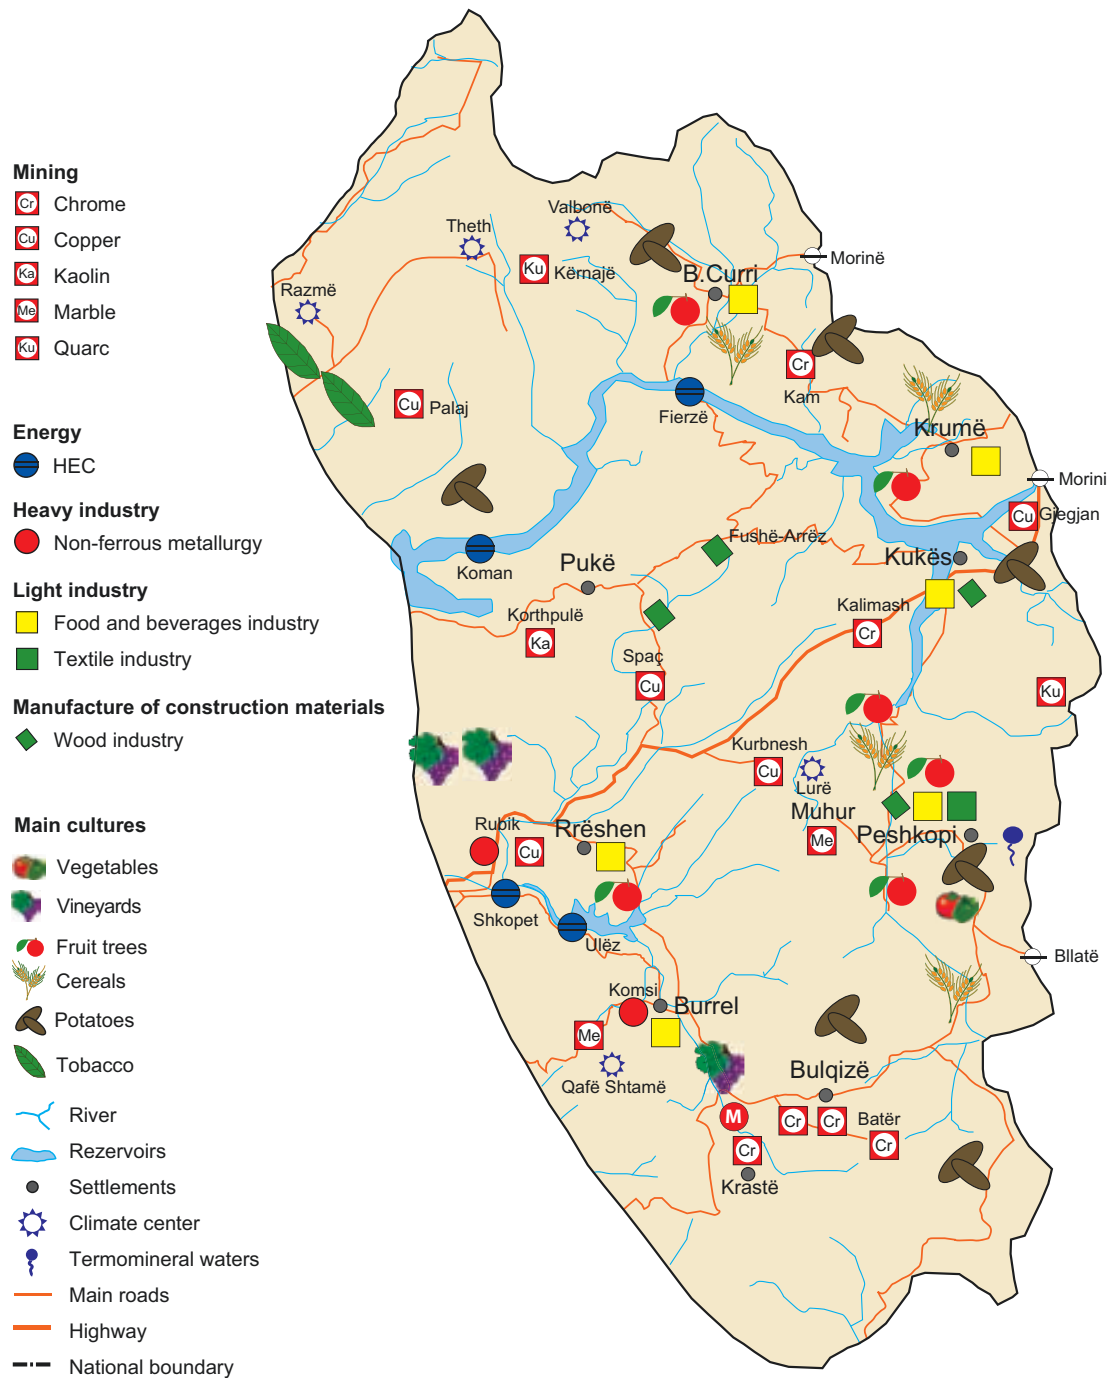 Mining
Cr Chrome
Cu Copper
Ka Kaolin
Me Marble
Ku Quarc
Energy
HEC
Heavy industry
Non-ferrous metallurgy
Light industry
Food and beverages industry
Textile industry
Manufacture of construction materials
Wood industry
Main cultures
Vegetables
Vineyards
Fruit trees
Cereals
Potatoes
Tobacco
River
Rezervoirs
Settlements
Climate center
Termomineral waters
Main roads
Highway
National boundary
Valbonë
Theth
Morinë
Ku Kërnajë
B.Curri
Razmë
Cr
Kam
Cu Palaj
Fierzë
Krumë
Morini
Cu Gjegjan
Fushë-Arrëz
Kukës
Pukë
Koman
Kalimash
Cr
Korthpulë
Ka
Spaç
Cu
Ku
Kurbnesh
Cu
Lurë
Muhur
Me
Peshkopi
Rubik
Cu
Rrëshen
Shkopet
Ulëz
Bllatë
Komsi
Burrel
Me
Qafë Shtamë
Bulqizë
M
Cr
Cr
Batër
Cr
Cr
Krastë